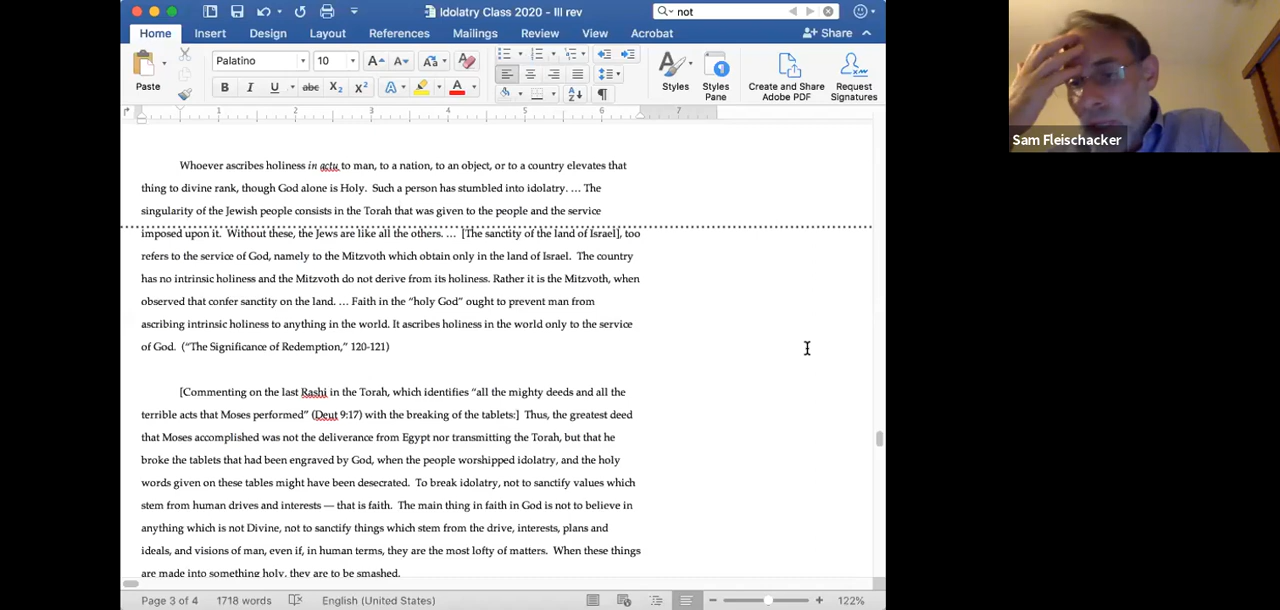 Idolatry Class 2020 - III rev
not
Home Insert Design Layout References Mailings Review View Acrobat Share
Palatino 10
Paste
Styles Styles Pane Create and Share Adobe PDF Request Signatures
1 2 3 4 5 6 7
Whoever ascribes holiness in actu to man, to a nation, to an object, or to a country elevates that
thing to divine rank, though God alone is Holy. Such a person has stumbled into idolatry. … The
singularity of the Jewish people consists in the Torah that was given to the people and the service
imposed upon it. Without these, the Jews are like all the others. … [The sanctity of the land of Israel], too
refers to the service of God, namely to the Mitzvoth which obtain only in the land of Israel. The country
has no intrinsic holiness and the Mitzvoth do not derive from its holiness. Rather it is the Mitzvoth, when
observed that confer sanctity on the land. … Faith in the “holy God” ought to prevent man from
ascribing intrinsic holiness to anything in the world. It ascribes holiness in the world only to the service
of God. (“The Significance of Redemption,” 120-121)
[Commenting on the last Rashi in the Torah, which identifies “all the mighty deeds and all the
terrible acts that Moses performed” (Deut 9:17) with the breaking of the tablets:] Thus, the greatest deed
that Moses accomplished was not the deliverance from Egypt nor transmitting the Torah, but that he
broke the tablets that had been engraved by God, when the people worshipped idolatry, and the holy
words given on these tables might have been desecrated. To break idolatry, not to sanctify values which
stem from human drives and interests — that is faith. The main thing in faith in God is not to believe in
anything which is not Divine, not to sanctify things which stem from the drive, interests, plans and
ideals, and visions of man, even if, in human terms, they are the most lofty of matters. When these things
are made into something holy, they are to be smashed.
Page 3 of 4 1718 words English (United States) 122%
Sam Fleischacker